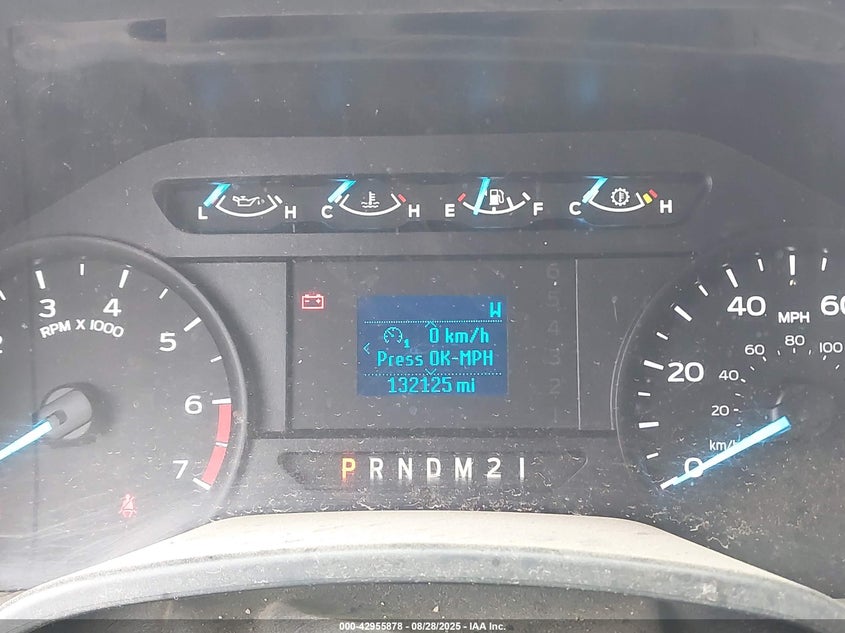 L H C H E F C H
3 4 5 6 7
RPM X 1000
W
1 0 km/h
Press OK-MPH
132125 mi
6
5
4
3
2
1
P R N D M 2 1
0 20 40 60
MPH
20 40 60 80 100
km/h
000-42955878 - 08/28/2025 - IAA Inc.